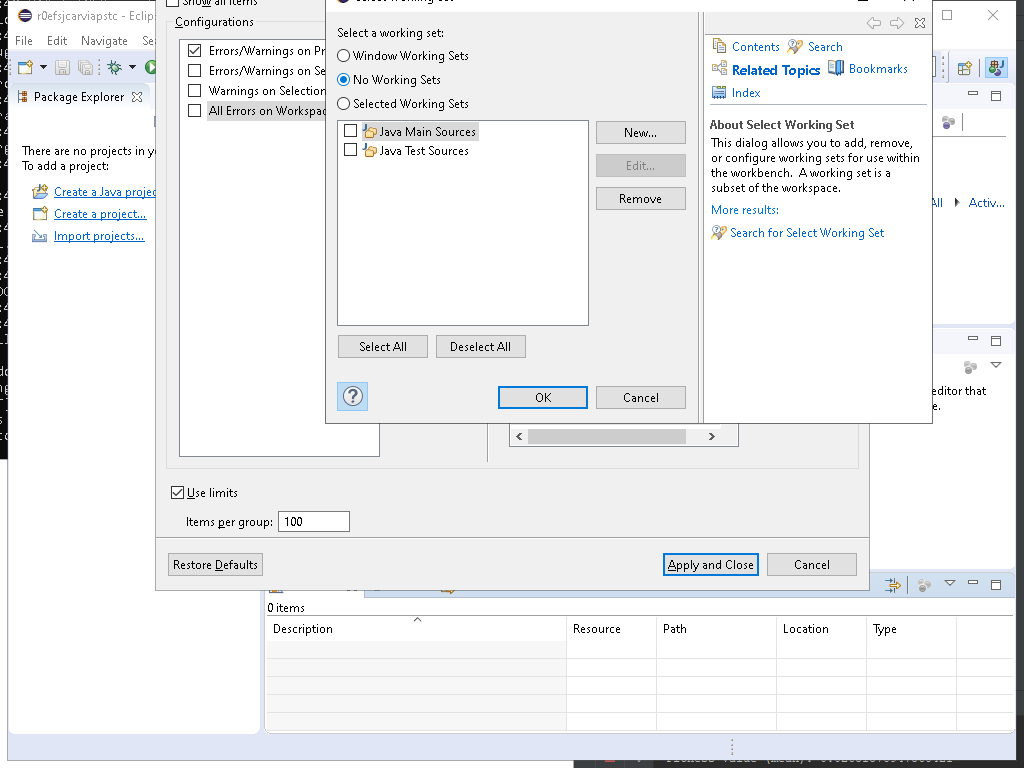 r0efsjcarviapstc - Eclips
File Edit Navigate Se
Package Explorer
There are no projects in yo
To add a project:
Create a Java projec
Create a project...
Import projects...
Show all items
Configurations
Errors/Warnings on Pr
Errors/Warnings on Se
Warnings on Selection
All Errors on Workspac
Use limits
Items per group: 100
Restore Defaults
Apply and Close
Cancel
Select a working set:
Window Working Sets
No Working Sets
Selected Working Sets
Java Main Sources
Java Test Sources
New...
Edit...
Remove
Select All
Deselect All
OK
Cancel
Contents Search
Related Topics Bookmarks
Index
About Select Working Set
This dialog allows you to add, remove,
or configure working sets for use within
the workbench. A working set is a
subset of the workspace.
More results:
Search for Select Working Set
All Activ...
editor that
e.
0 items
Description Resource Path Location Type